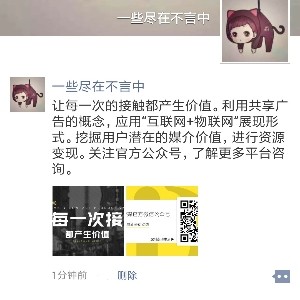 一些尽在不言中
一些尽在不言中
让每一次的接触都产生价值。利用共享广
告的概念，应用“互联网+物联网”展现形
式。挖掘用户潜在的媒介价值，进行资源
变现。关注官方公众号，了解更多平台咨
询。
每一次接
都产生价值
1分钟前
删除